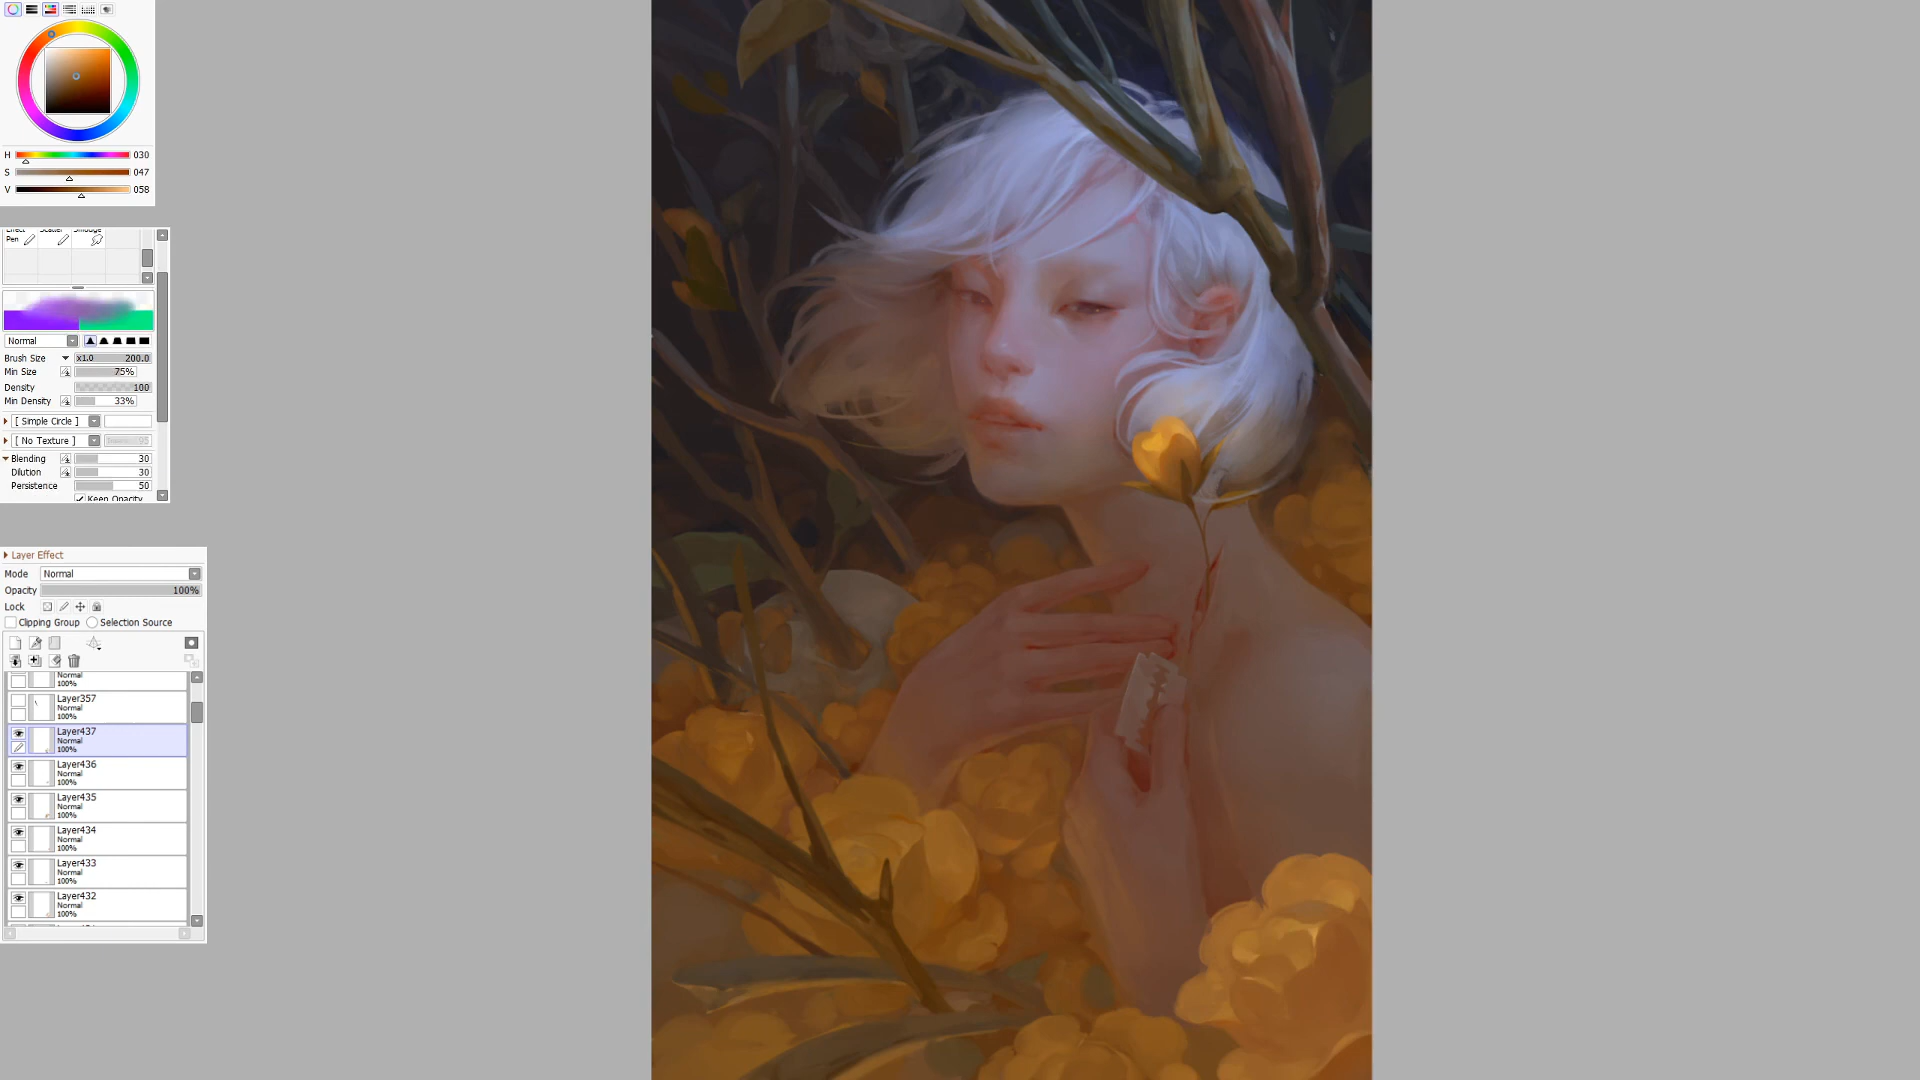 H 030
S 047
V 058
Pen
Normal
Brush Size x1.0 200.0
Min Size 75%
Density 100
Min Density 33%
[ Simple Circle ]
[ No Texture ] 95
Blending 30
Dilution 30
Persistence 50
Keep Opacity
Layer Effect
Mode Normal
Opacity 100%
Lock
Clipping Group Selection Source
Normal
100%
Layer357
Normal
100%
Layer437
Normal
100%
Layer436
Normal
100%
Layer435
Normal
100%
Layer434
Normal
100%
Layer433
Normal
100%
Layer432
Normal
100%